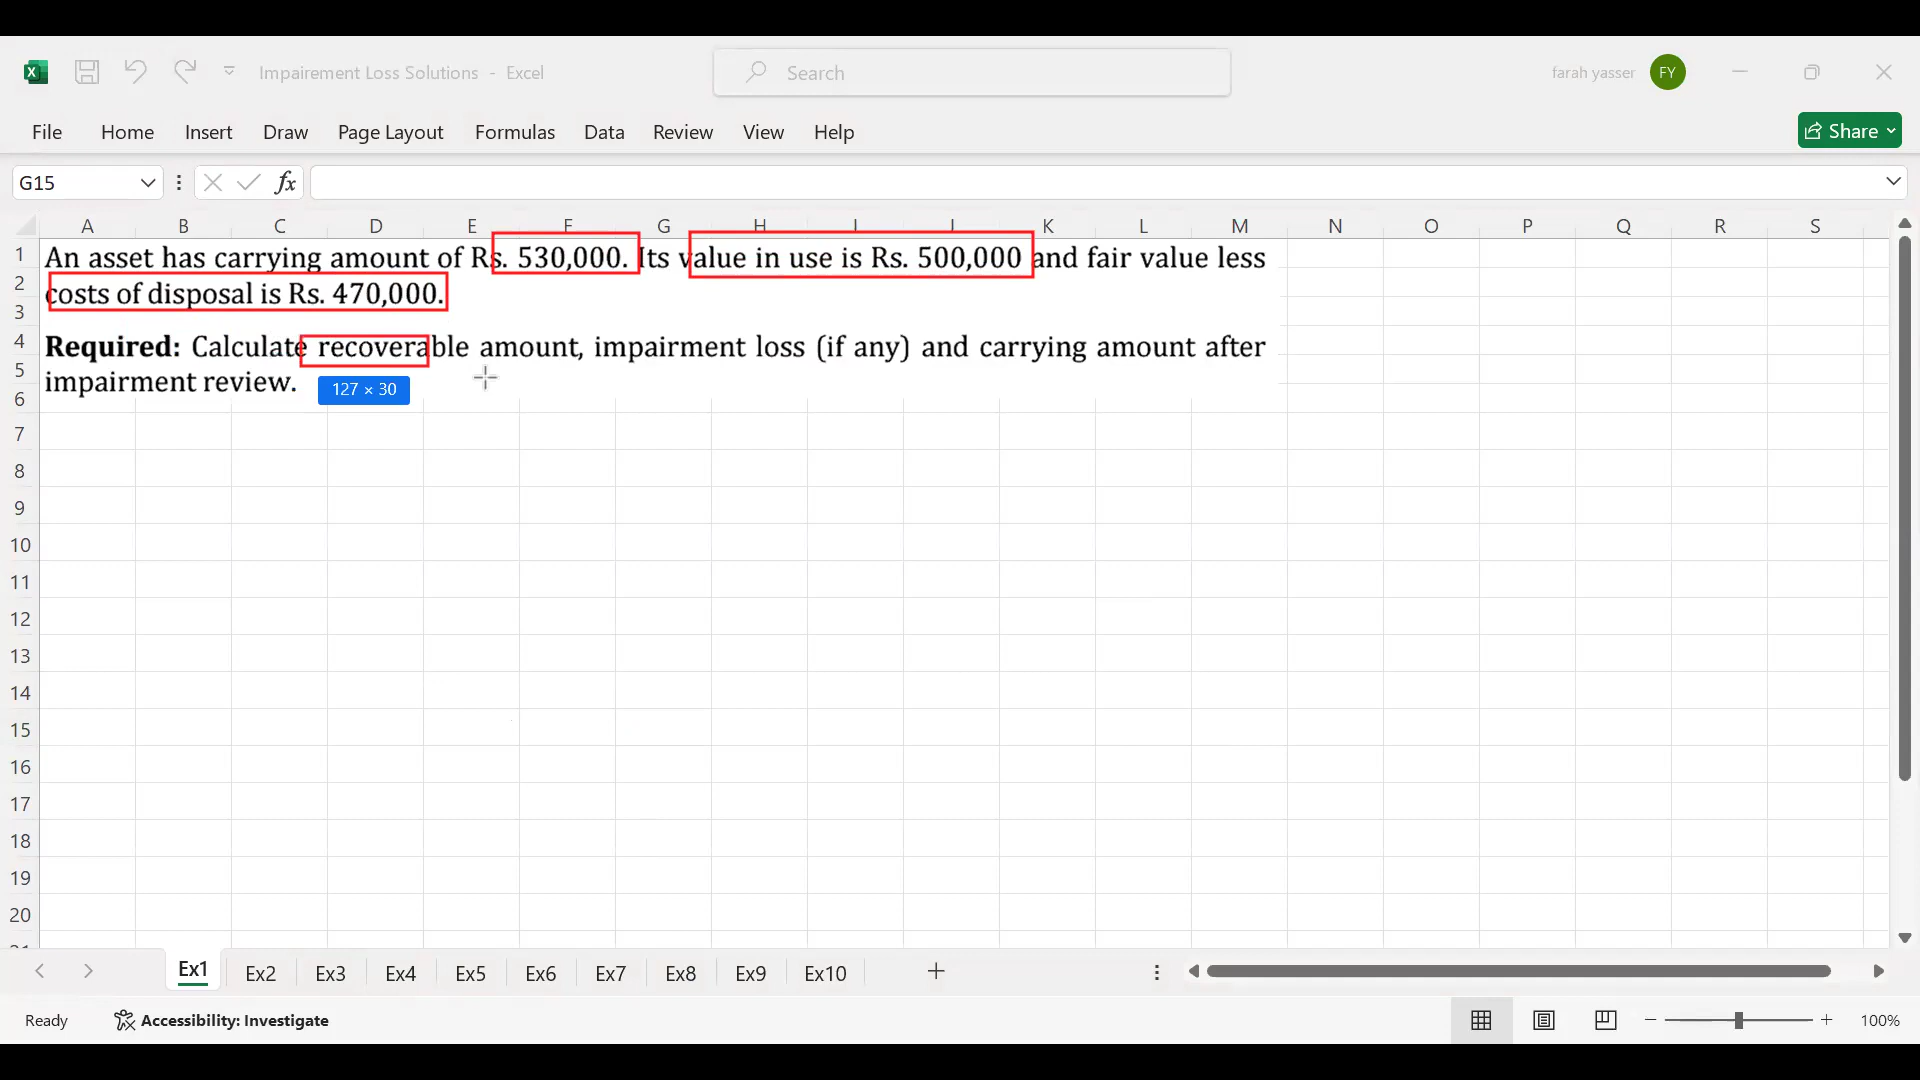 Impairement Loss Solutions - Excel
Search
farah yasser
FY
File Home Insert Draw Page Layout Formulas Data Review View Help
Share
G15
fx
A B C D E F G H I J K L M N O P Q R S
1
2
3
4
5
6
7
8
9
10
11
12
13
14
15
16
17
18
19
20
An asset has carrying amount of Rs. 530,000. Its value in use is Rs. 500,000 and fair value less
costs of disposal is Rs. 470,000.
Required: Calculate recoverable amount, impairment loss (if any) and carrying amount after
impairment review.
127 × 30
Ex1 Ex2 Ex3 Ex4 Ex5 Ex6 Ex7 Ex8 Ex9 Ex10
Ready
Accessibility: Investigate
100%